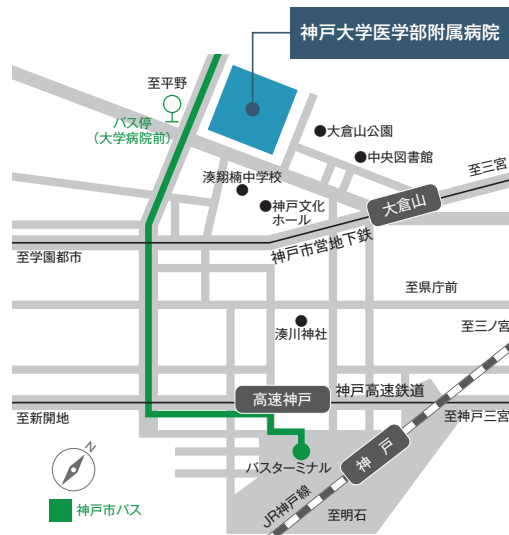 神戸大学医学部附属病院
至平野
バス停
（大学病院前）
大倉山公園
中央図書館
至三宮
湊翔楠中学校
神戸文化
ホール
大倉山
神戸市営地下鉄
至学園都市
至県庁前
至三ノ宮
湊川神社
高速神戸
神戸高速鉄道
至新開地
至神戸三宮
神戸
バスターミナル
N
JR神戸線
至明石
神戸市バス